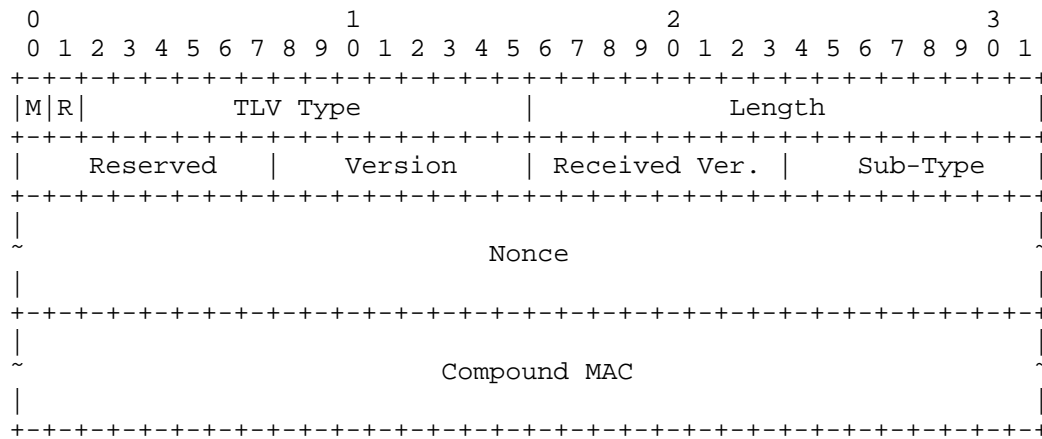 0                   1                   2                   3
 0 1 2 3 4 5 6 7 8 9 0 1 2 3 4 5 6 7 8 9 0 1 2 3 4 5 6 7 8 9 0 1
+-+-+-+-+-+-+-+-+-+-+-+-+-+-+-+-+-+-+-+-+-+-+-+-+-+-+-+-+-+-+-+-+
|M|R|         TLV Type          |            Length             |
+-+-+-+-+-+-+-+-+-+-+-+-+-+-+-+-+-+-+-+-+-+-+-+-+-+-+-+-+-+-+-+-+
|    Reserved   |    Version    | Received Ver. |    Sub-Type   |
+-+-+-+-+-+-+-+-+-+-+-+-+-+-+-+-+-+-+-+-+-+-+-+-+-+-+-+-+-+-+-+-+
|                                                               |
~                             Nonce                             ~
|                                                               |
+-+-+-+-+-+-+-+-+-+-+-+-+-+-+-+-+-+-+-+-+-+-+-+-+-+-+-+-+-+-+-+-+
|                                                               |
~                          Compound MAC                         ~
|                                                               |
+-+-+-+-+-+-+-+-+-+-+-+-+-+-+-+-+-+-+-+-+-+-+-+-+-+-+-+-+-+-+-+-+